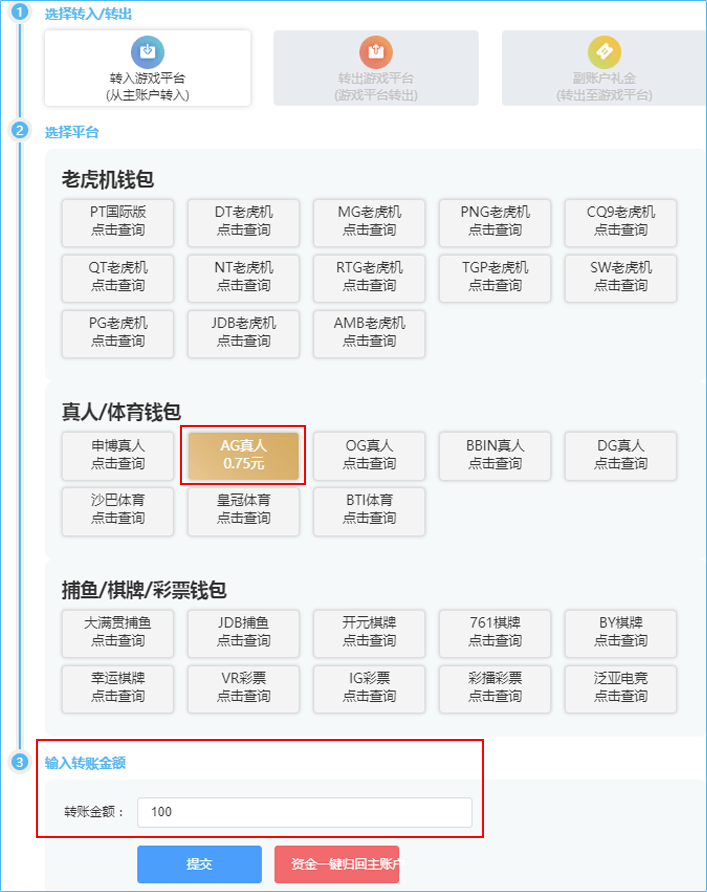 1 选择转入/转出
转入游戏平台 转出游戏平台 副账户礼金
(从主账户转入) (游戏平台转出) (转出至游戏平台)
2 选择平台
老虎机钱包
PT国际版 DT老虎机 MG老虎机 PNG老虎机 CQ9老虎机
点击查询 点击查询 点击查询 点击查询 点击查询
QT老虎机 NT老虎机 RTG老虎机 TGP老虎机 SW老虎机
点击查询 点击查询 点击查询 点击查询 点击查询
PG老虎机 JDB老虎机 AMB老虎机
点击查询 点击查询 点击查询
真人/体育钱包
申博真人 AG真人 OG真人 BBIN真人 DG真人
点击查询 0.75元 点击查询 点击查询 点击查询
沙巴体育 皇冠体育 BTI体育
点击查询 点击查询 点击查询
捕鱼/棋牌/彩票钱包
大满贯捕鱼 JDB捕鱼 开元棋牌 761棋牌 BY棋牌
点击查询 点击查询 点击查询 点击查询 点击查询
幸运棋牌 VR彩票 IG彩票 彩播彩票 泛亚电竞
点击查询 点击查询 点击查询 点击查询 点击查询
3 输入转账金额
转账金额： 100
提交 资金一键归回主账户